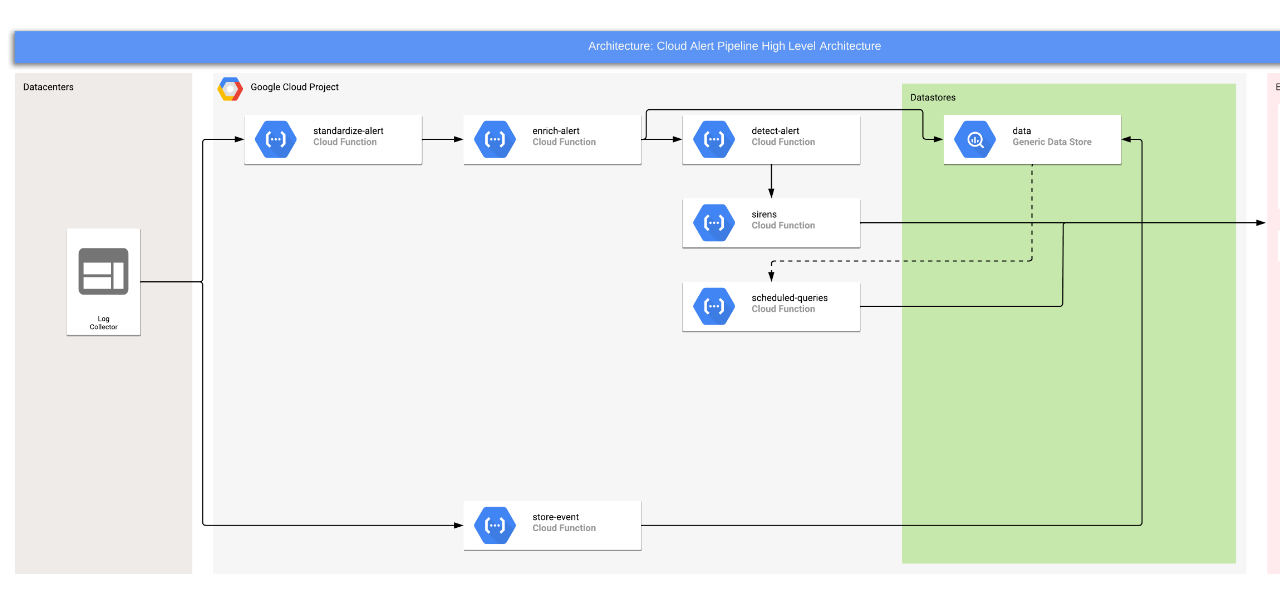 Architecture: Cloud Alert Pipeline High Level Architecture
Datacenters
Google Cloud Project
Datastores
standardize-alert
Cloud Function
enrich-alert
Cloud Function
detect-alert
Cloud Function
data
Generic Data Store
sirens
Cloud Function
scheduled-queries
Cloud Function
Log
Collector
store-event
Cloud Function